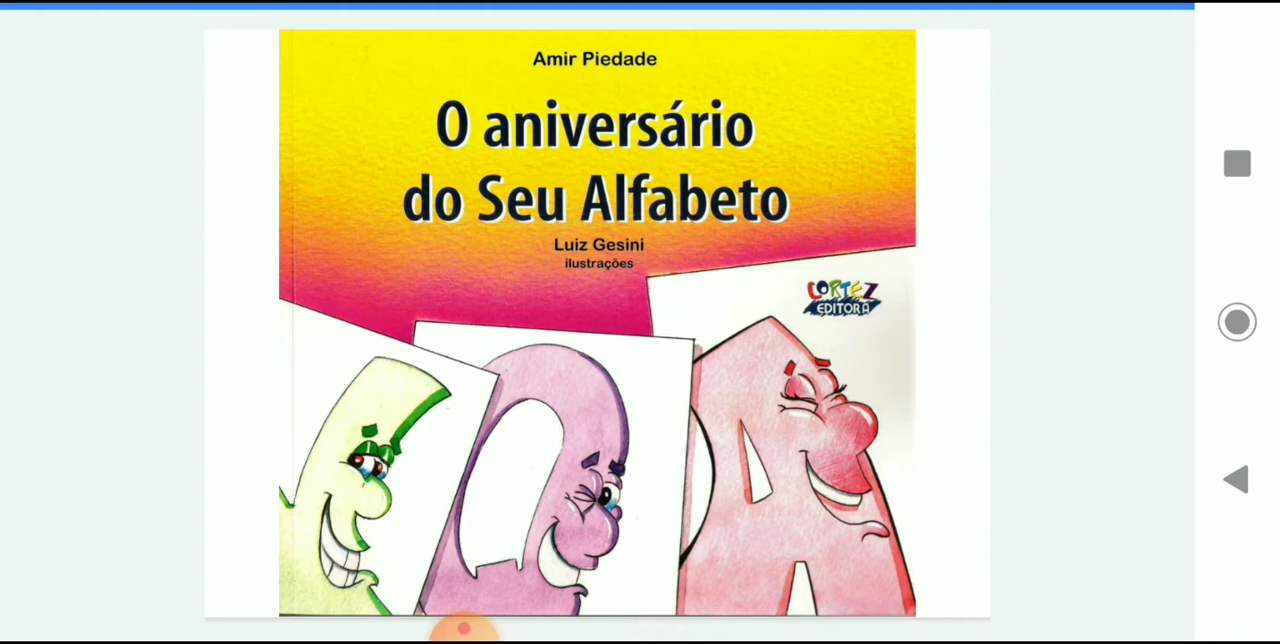 Amir Piedade
O aniversário
do Seu Alfabeto
Luiz Gesini
ilustrações
CORTEZ
EDITORA